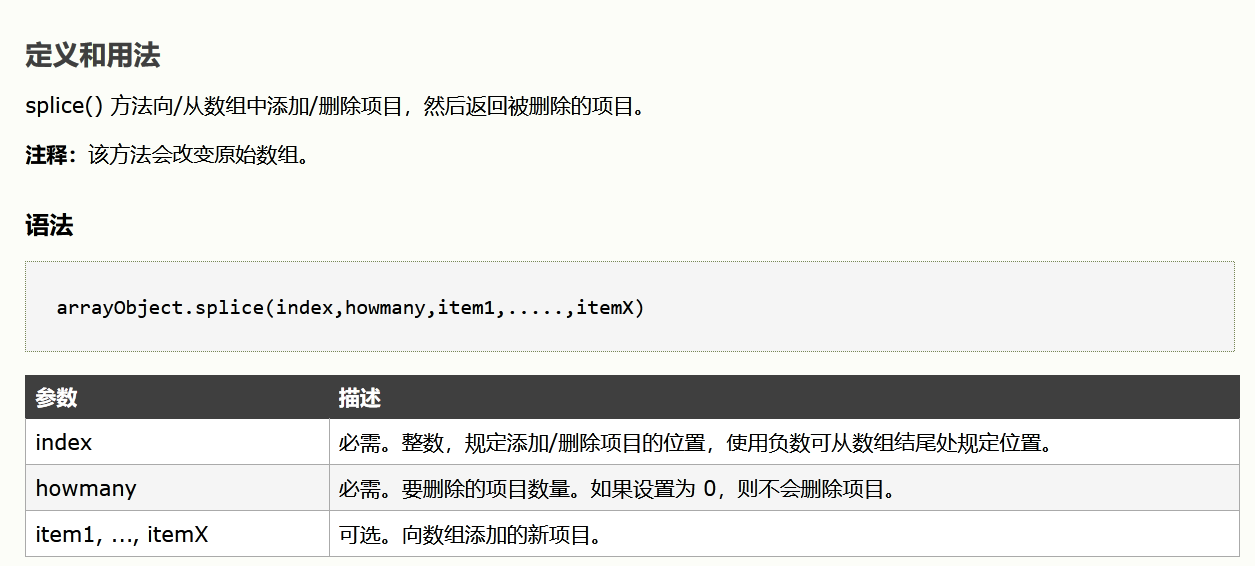 定义和用法
splice() 方法向/从数组中添加/删除项目，然后返回被删除的项目。
注释：该方法会改变原始数组。
语法
arrayObject.splice(index,howmany,item1,.....,itemX)
参数 描述
index 必需。整数，规定添加/删除项目的位置，使用负数可从数组结尾处规定位置。
howmany 必需。要删除的项目数量。如果设置为 0，则不会删除项目。
item1, ..., itemX 可选。向数组添加的新项目。